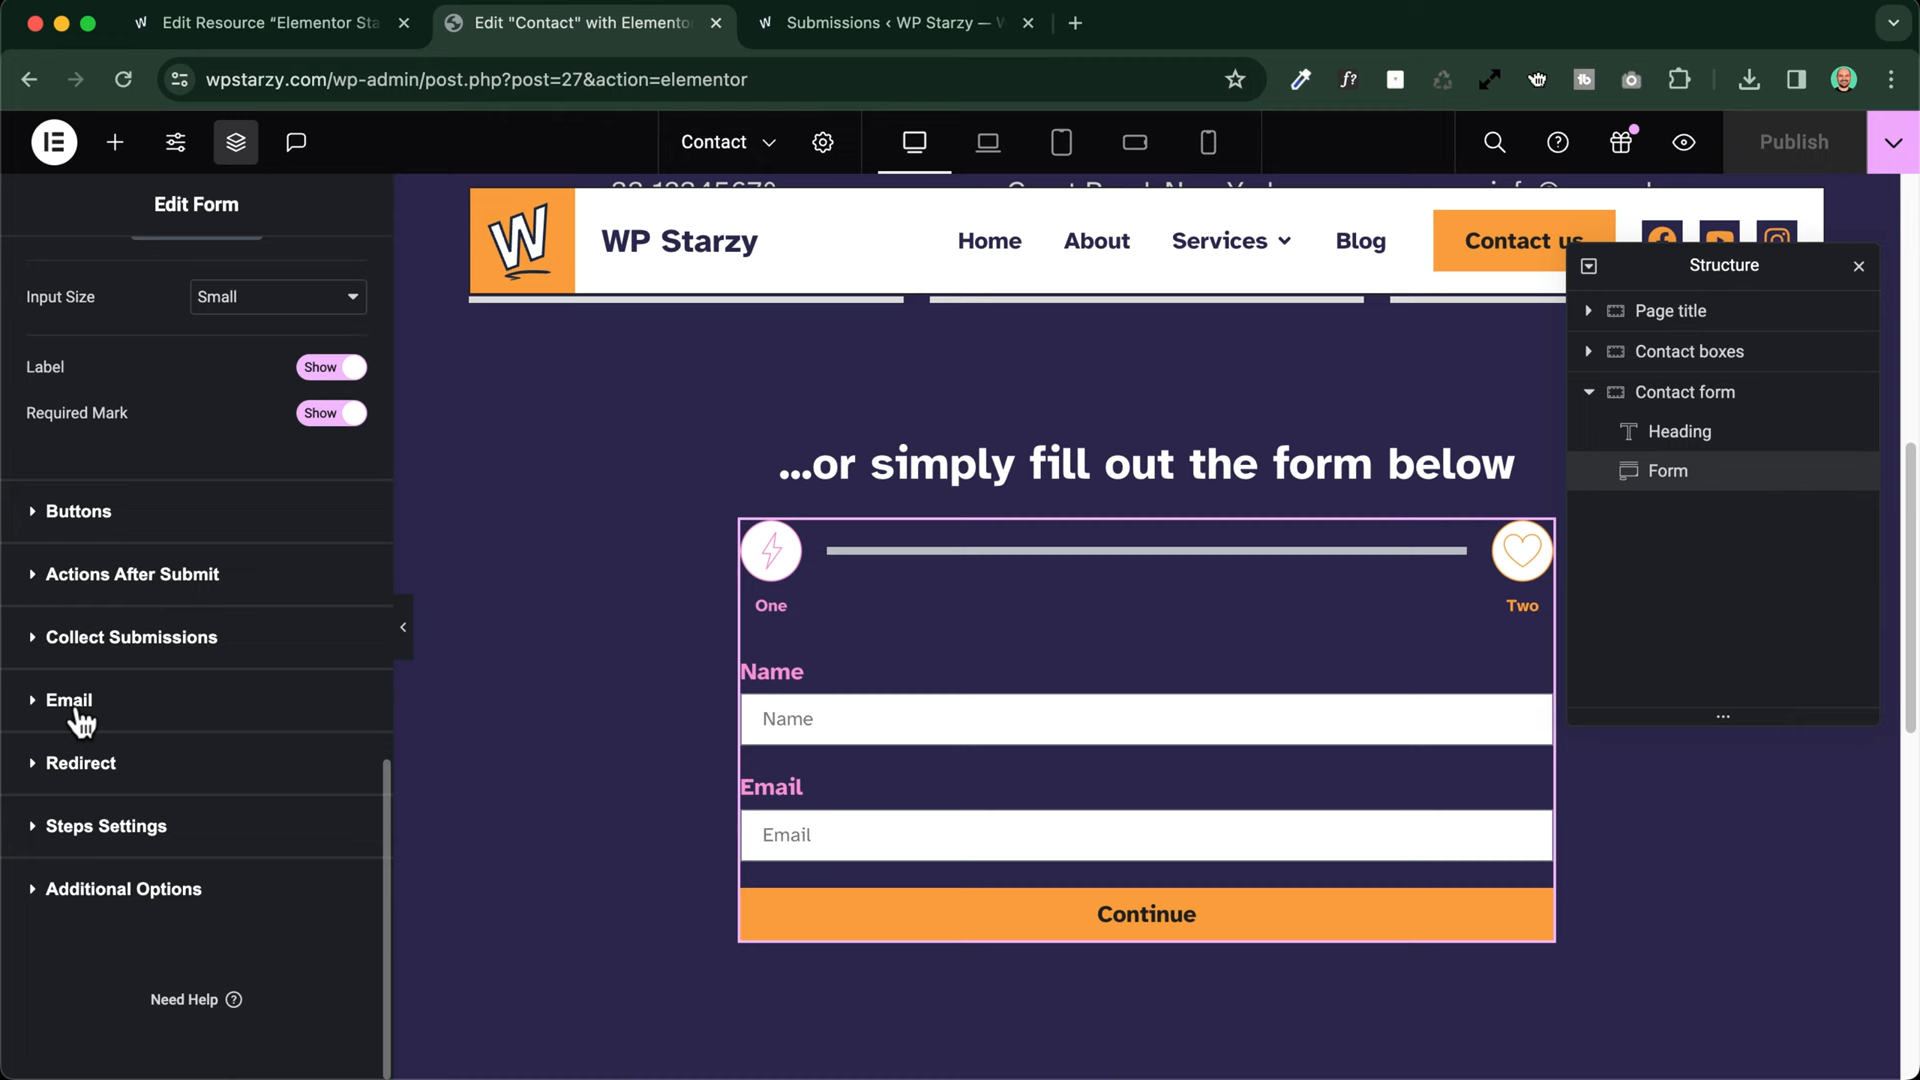 Edit Resource “Elementor Sta
Edit "Contact" with Elemento
Submissions ‹ WP Starzy — W
wpstarzy.com/wp-admin/post.php?post=27&action=elementor
Contact
Publish
Edit Form
Input Size
Small
Label
Show
Required Mark
Show
Buttons
Actions After Submit
Collect Submissions
Email
Redirect
Steps Settings
Additional Options
Need Help
WP Starzy
Home
About
Services
Blog
Contact us
...or simply fill out the form below
One
Two
Name
Name
Email
Email
Continue
Structure
Page title
Contact boxes
Contact form
Heading
Form